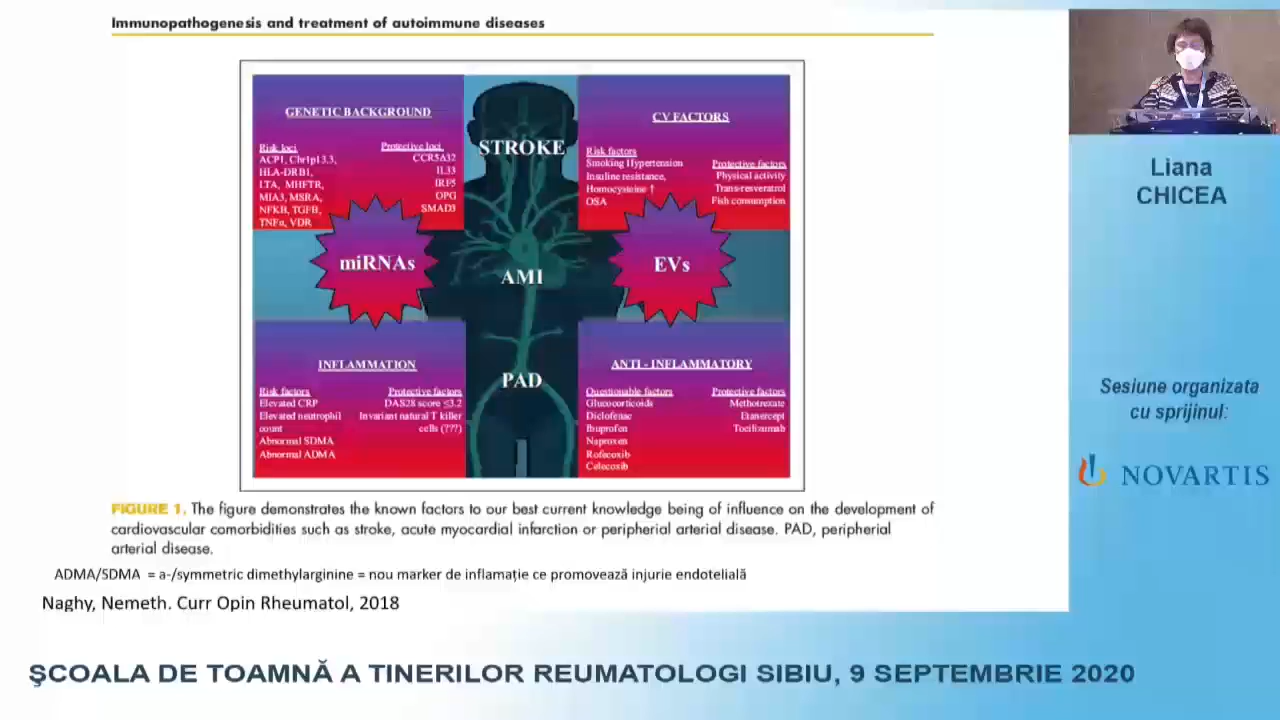 Immunopathogenesis and treatment of autoimmune diseases
GENETIC BACKGROUND
Risk loci
ACP1, Chr1p13.3,
HLA-DRB1,
LTA, MHFTR,
MIA3, MSRA,
NFKB, TGFB,
TNFα, VDR
Protective loci
CCR5Δ32
IL33
IRF5
OPG
SMAD3
STROKE
CV FACTORS
Risk factors
Smoking Hypertension
Insuline resistance,
Homocysteine ↑
OSA
Protective factors
Physical activity
Trans-resveratrol
Fish consumption
miRNAs
AMI
EVs
INFLAMMATION
Risk factors
Elevated CRP
Elevated neutrophil
count
Abnormal SDMA
Abnormal ADMA
Protective factors
DAS28 score ≤3.2
Invariant natural T killer
cells (???)
PAD
ANTI - INFLAMMATORY
Questionable factors
Glucocorticoids
Diclofenac
Ibuprofen
Naproxen
Rofecoxib
Celecoxib
Protective factors
Methotrexate
Etanercept
Tocilizumab
FIGURE 1. The figure demonstrates the known factors to our best current knowledge being of influence on the development of
cardiovascular comorbidities such as stroke, acute myocardial infarction or peripherial arterial disease. PAD, peripherial
arterial disease.
ADMA/SDMA = a-/symmetric dimethylarginine = nou marker de inflamație ce promovează injurie endotelială
Naghy, Nemeth. Curr Opin Rheumatol, 2018
Liana
CHICEA
Sesiune organizata
cu sprijinul:
NOVARTIS
ŞCOALA DE TOAMNĂ A TINERILOR REUMATOLOGI SIBIU, 9 SEPTEMBRIE 2020